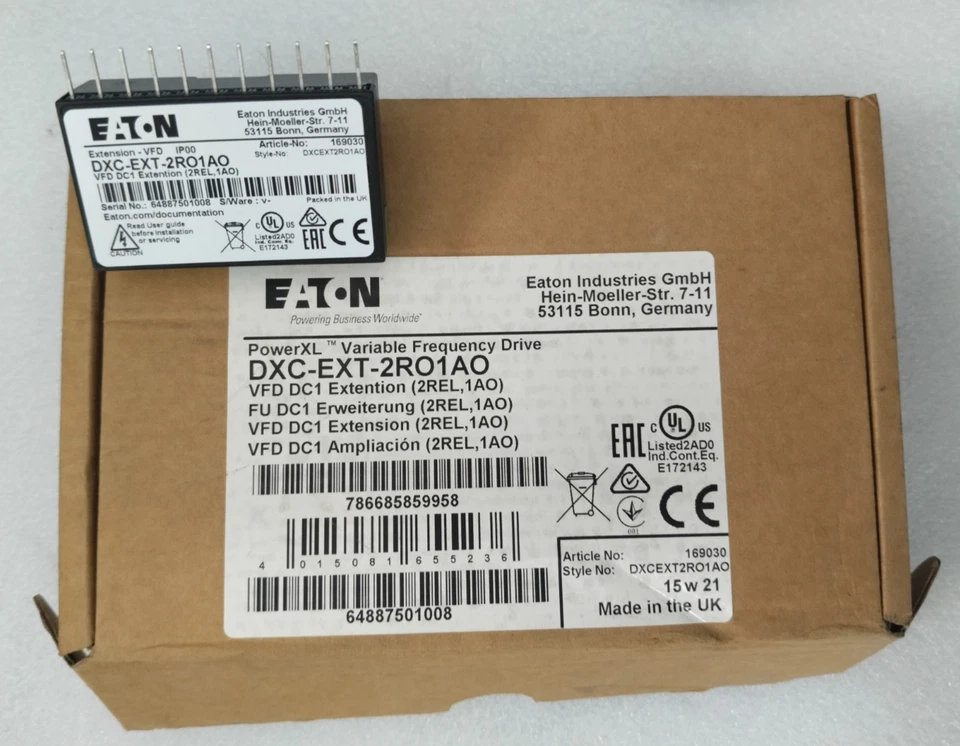 EATON
Eaton Industries GmbH
Hein-Moeller-Str. 7-11
53115 Bonn, Germany
Extension - VFD IP00
Article-No: 169030
DXC-EXT-2RO1AO
Style-No: DXCEXT2RO1AO
VFD DC1 Extention (2REL,1AO)
Serial No.: 64887501008 S/Ware : v-
Packed in the UK
Eaton.com/documentation
Read User guide
before installation
or servicing
CAUTION
C UL US
Listed2AD0
Ind. Cont. Eq.
E172143
EAC
CE
EATON
Powering Business Worldwide
Eaton Industries GmbH
Hein-Moeller-Str. 7-11
53115 Bonn, Germany
PowerXL™ Variable Frequency Drive
DXC-EXT-2RO1AO
VFD DC1 Extention (2REL,1AO)
FU DC1 Erweiterung (2REL,1AO)
VFD DC1 Extension (2REL,1AO)
VFD DC1 Ampliación (2REL,1AO)
786685859958
4 015081 655236
64887501008
EAC
C UL US
Listed2AD0
Ind.Cont.Eq.
E172143
001
CE
Article No: 169030
Style No: DXCEXT2RO1AO
15 w 21
Made in the UK